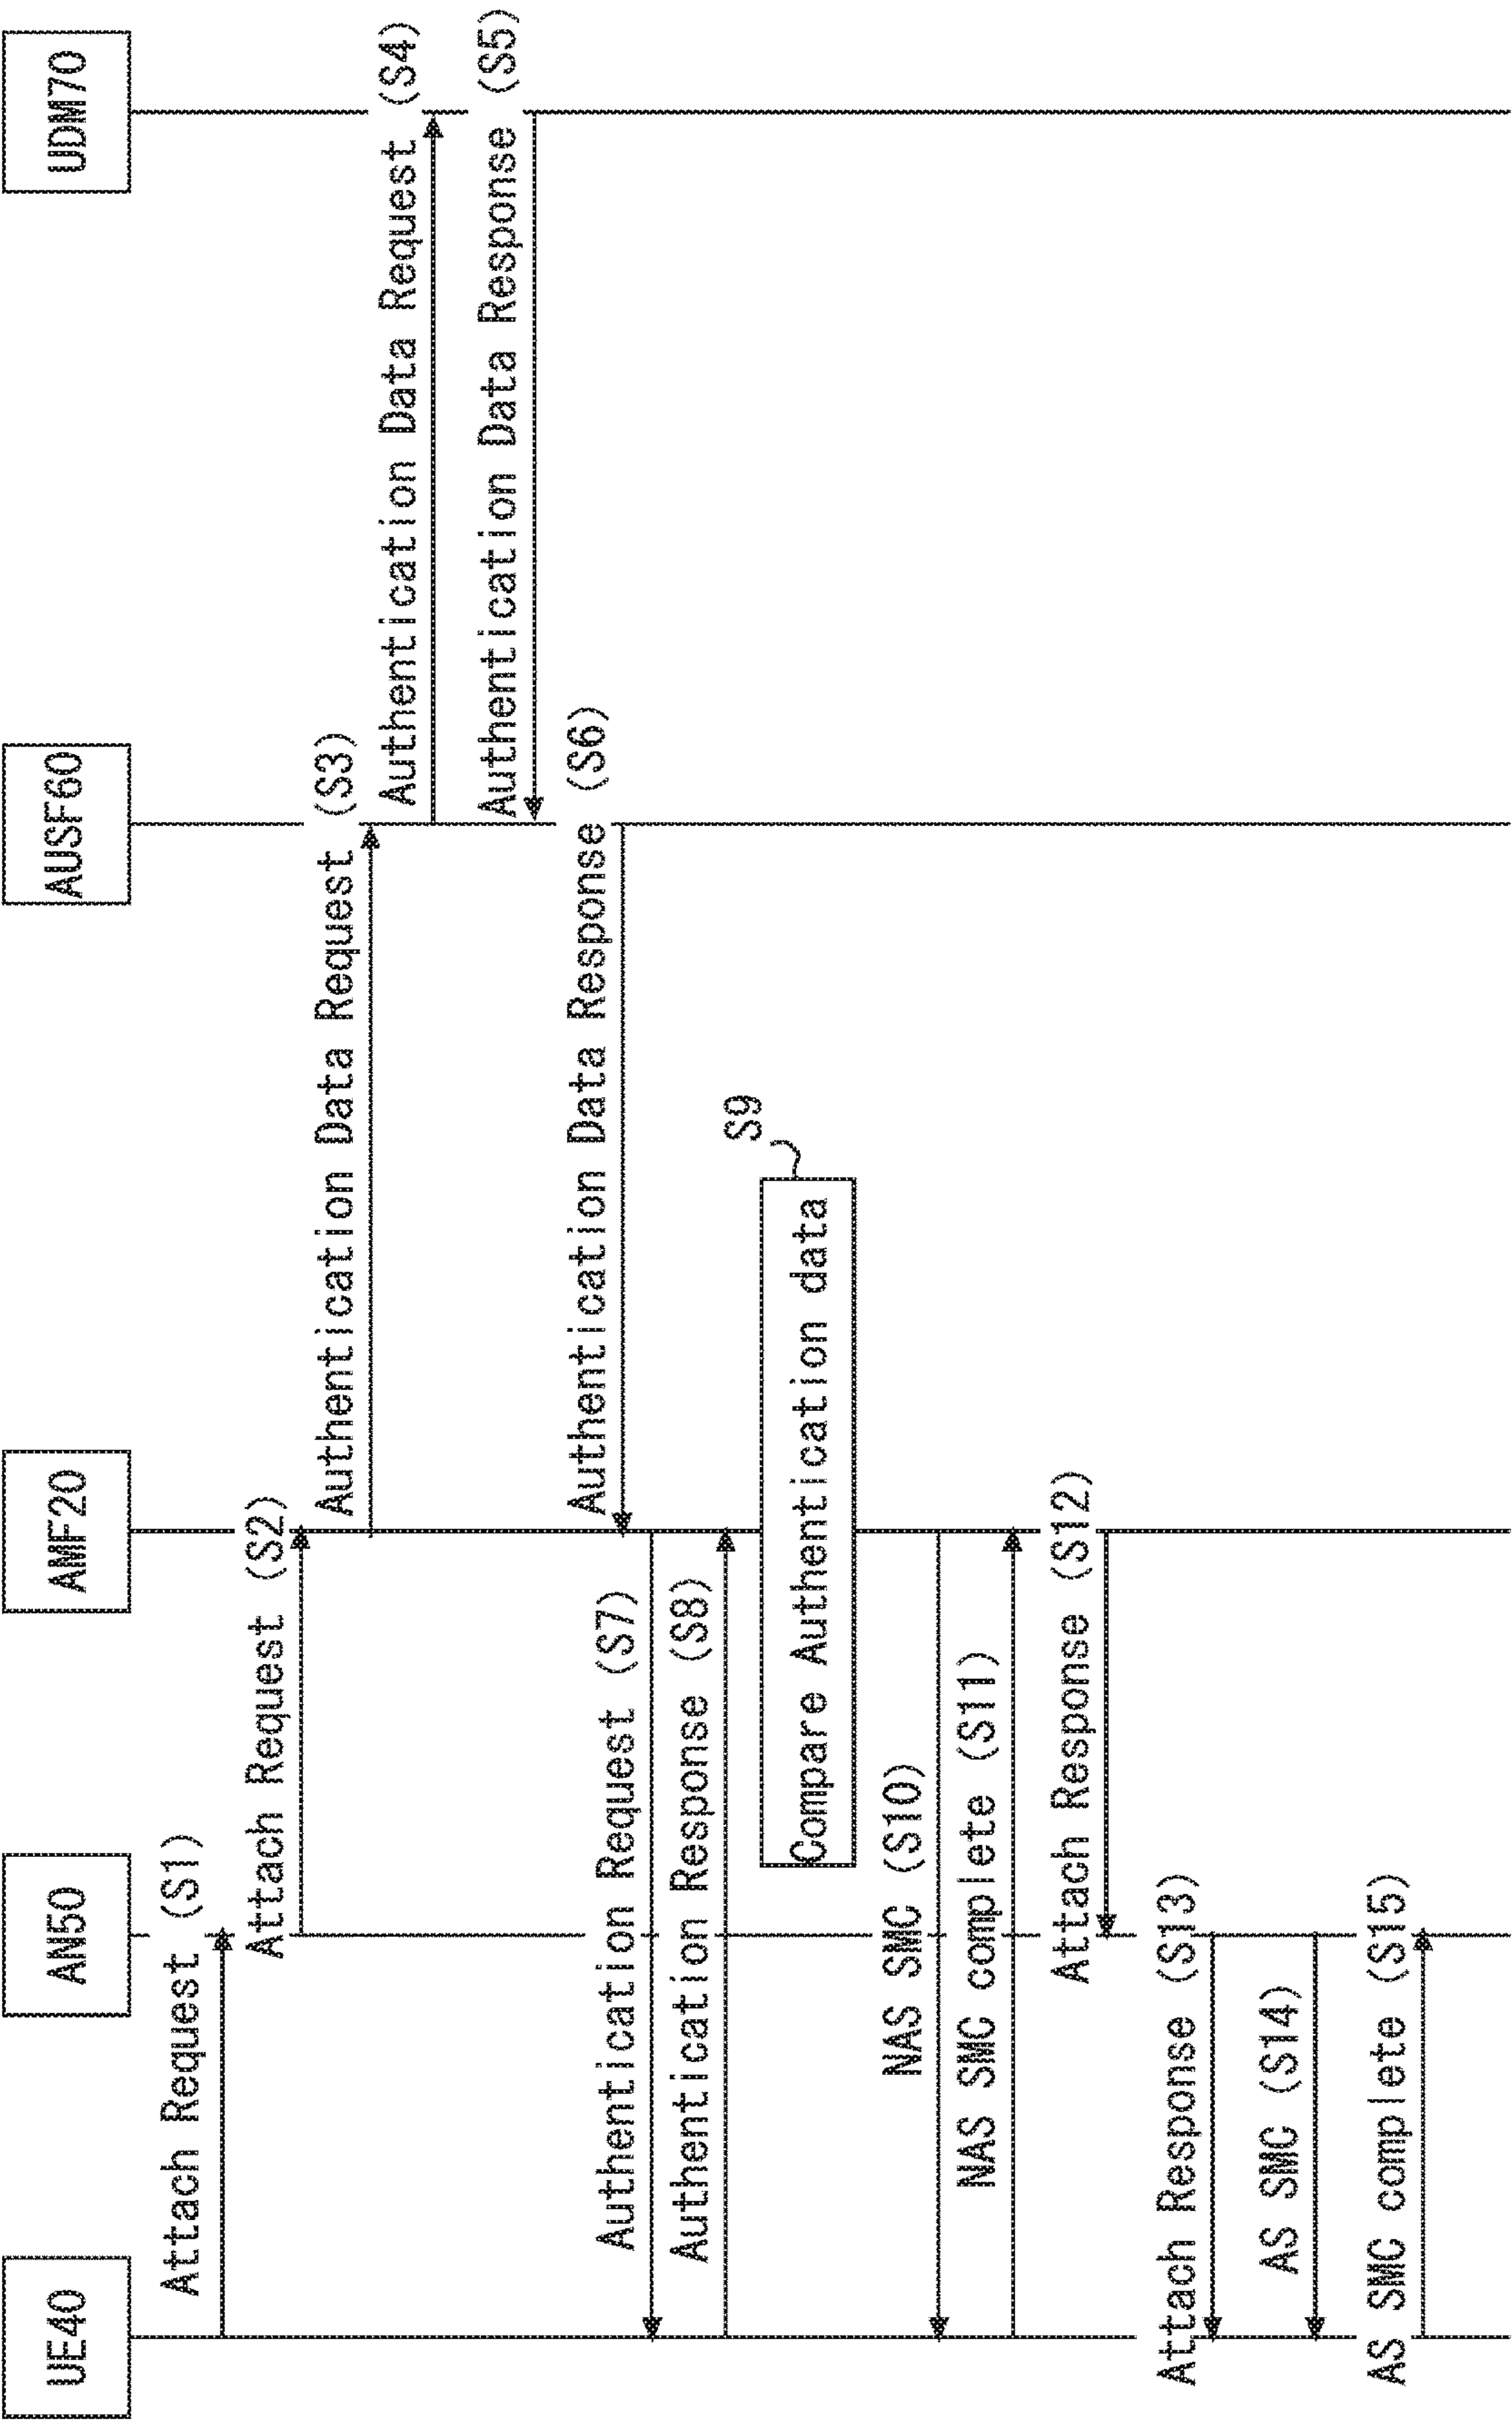 UE40
AN50
AMF20
AUSF60
UDM70
Attach Request (S1)
Attach Request (S2)
Authentication Data Request (S3)
Authentication Data Request (S4)
Authentication Data Response (S5)
Authentication Data Response (S6)
Authentication Request (S7)
Authentication Response (S8)
S9
Compare Authentication data
NAS SMC (S10)
NAS SMC complete (S11)
Attach Response (S12)
Attach Response (S13)
AS SMC (S14)
AS SMC complete (S15)